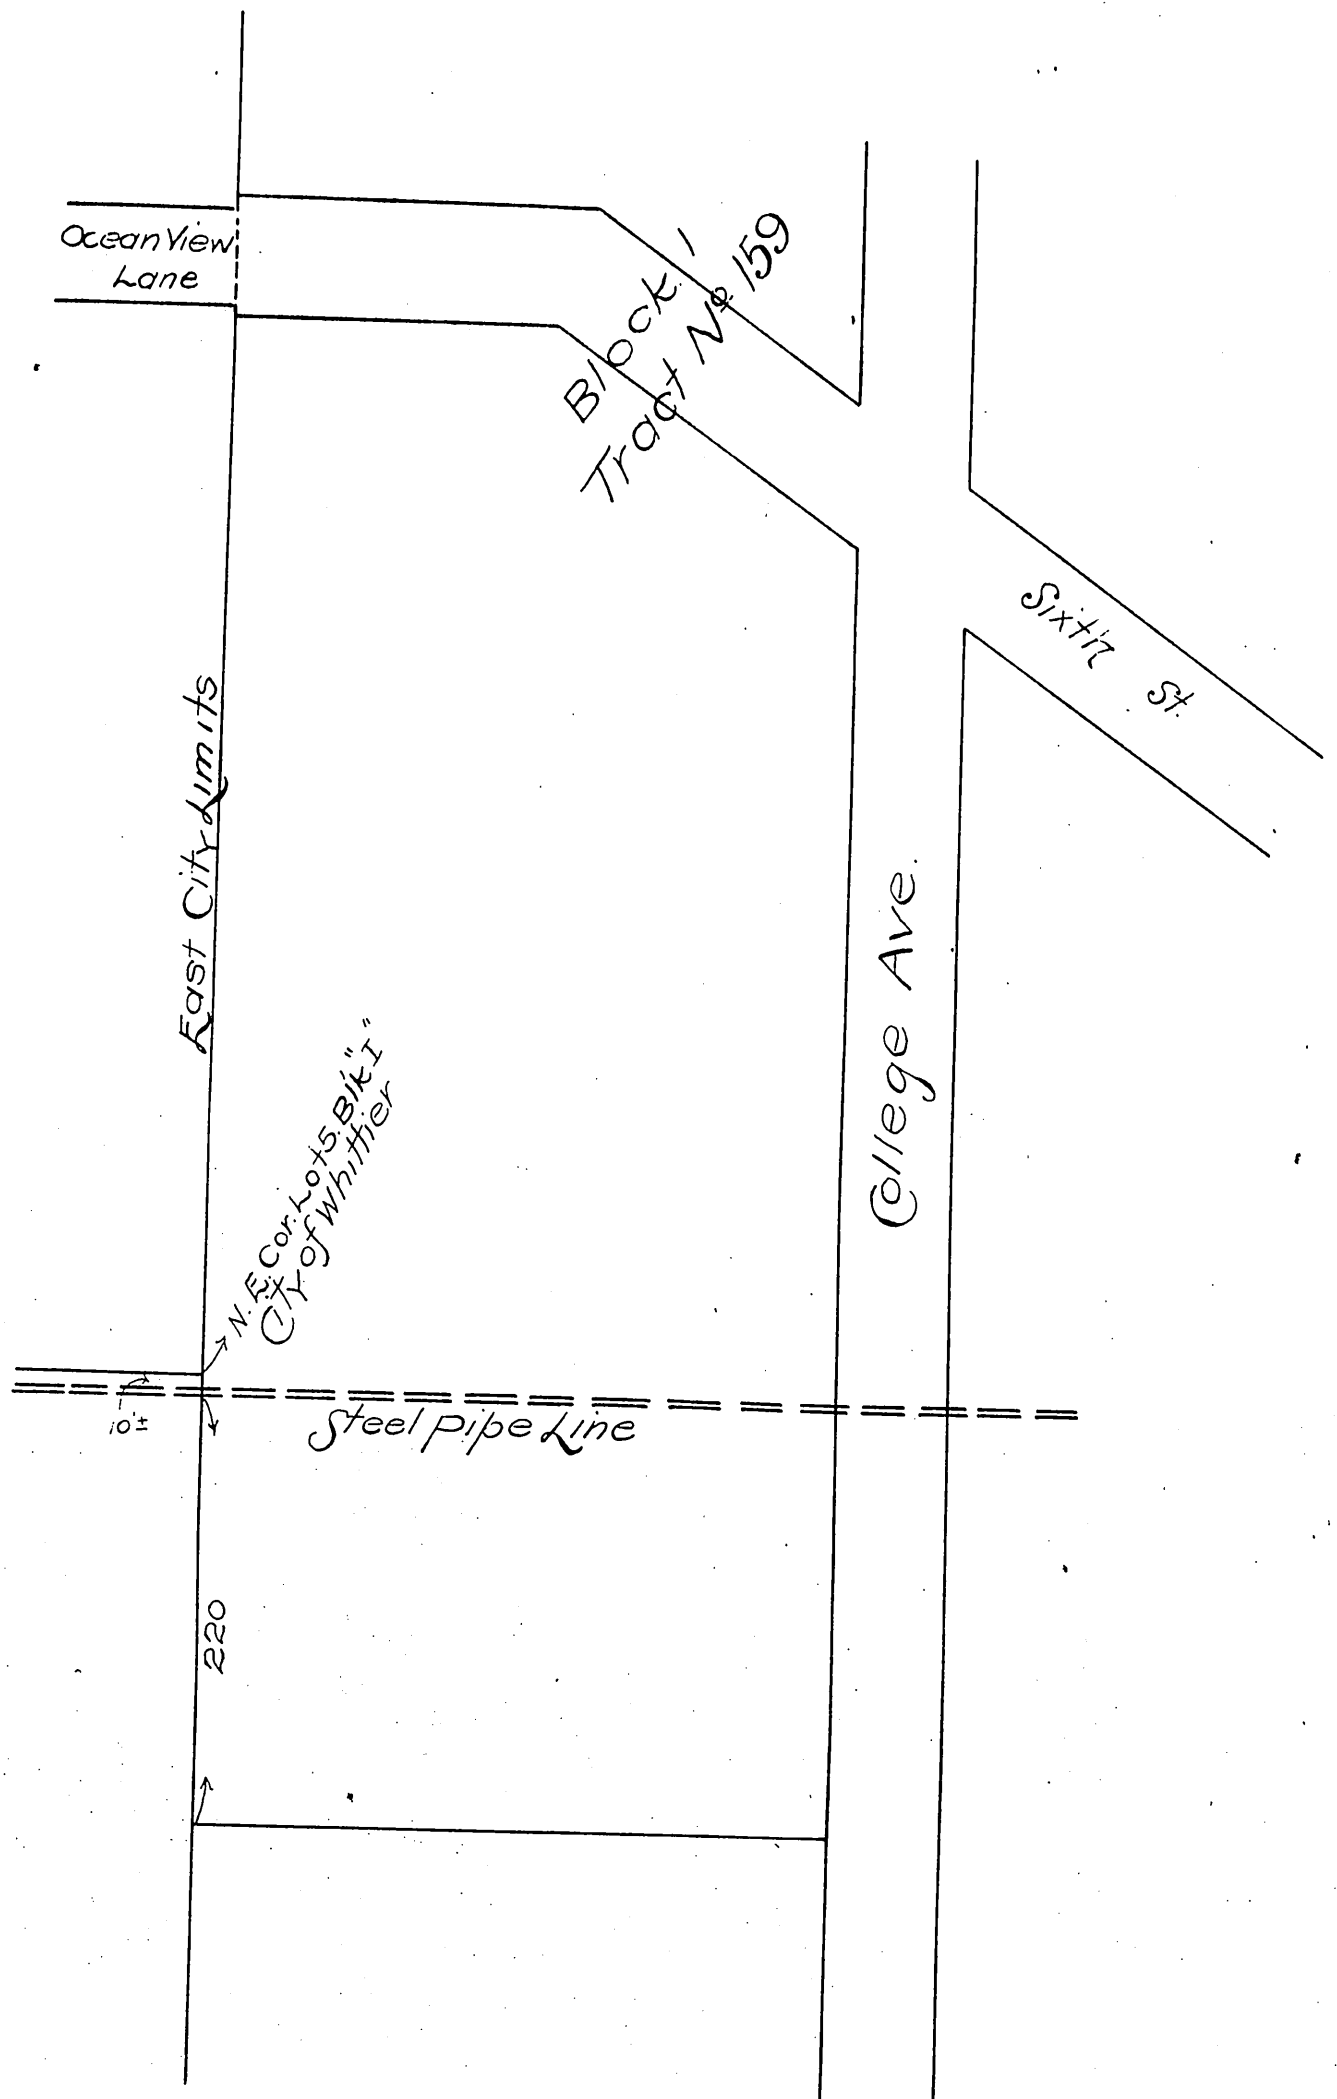 Ocean View
Lane
Block 1
Tract Nº 159
Sixth St.
East City Limits
College Ave.
N.E. Cor. Lot 5. Blk "I"
City of Whittier
10'±
Steel Pipe Line
220